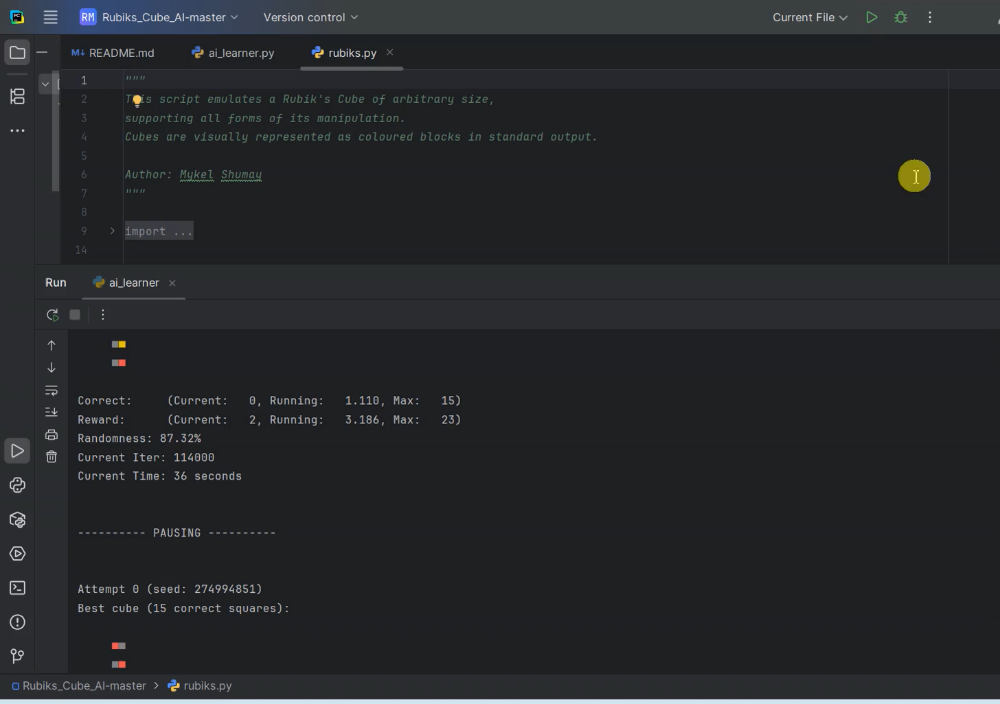 PC
RM Rubiks_Cube_AI-master
Version control
Current File
M↓ README.md
ai_learner.py
rubiks.py
1 """
2 This script emulates a Rubik's Cube of arbitrary size,
3 supporting all forms of its manipulation.
4 Cubes are visually represented as coloured blocks in standard output.
5
6 Author: Mykel Shumay
7 """
8
9 import ...
14
Run
ai_learner
Correct:     (Current:   0, Running:   1.110, Max:   15)
Reward:      (Current:   2, Running:   3.186, Max:   23)
Randomness: 87.32%
Current Iter: 114000
Current Time: 36 seconds
---------- PAUSING ----------
Attempt 0 (seed: 274994851)
Best cube (15 correct squares):
Rubiks_Cube_AI-master > rubiks.py